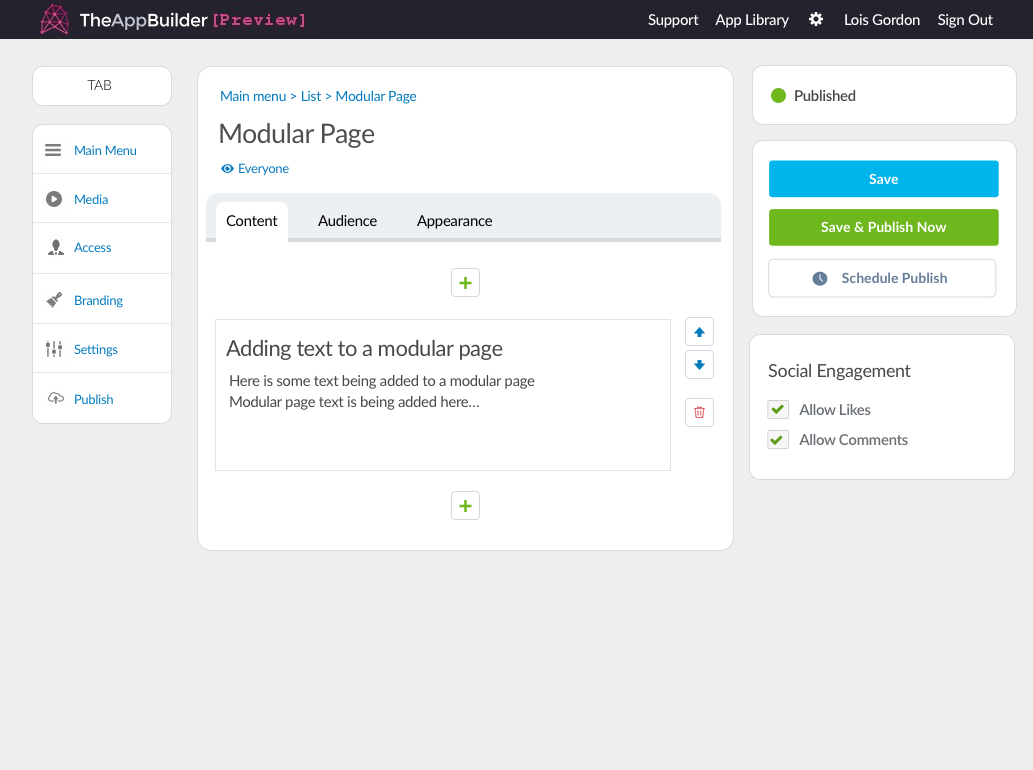 TheAppBuilder [Preview]
Support App Library Lois Gordon Sign Out
TAB
Main Menu
Media
Access
Branding
Settings
Publish
Main menu > List > Modular Page
Modular Page
Everyone
Content Audience Appearance
Adding text to a modular page
Here is some text being added to a modular page
Modular page text is being added here...
Published
Save
Save & Publish Now
Schedule Publish
Social Engagement
Allow Likes
Allow Comments